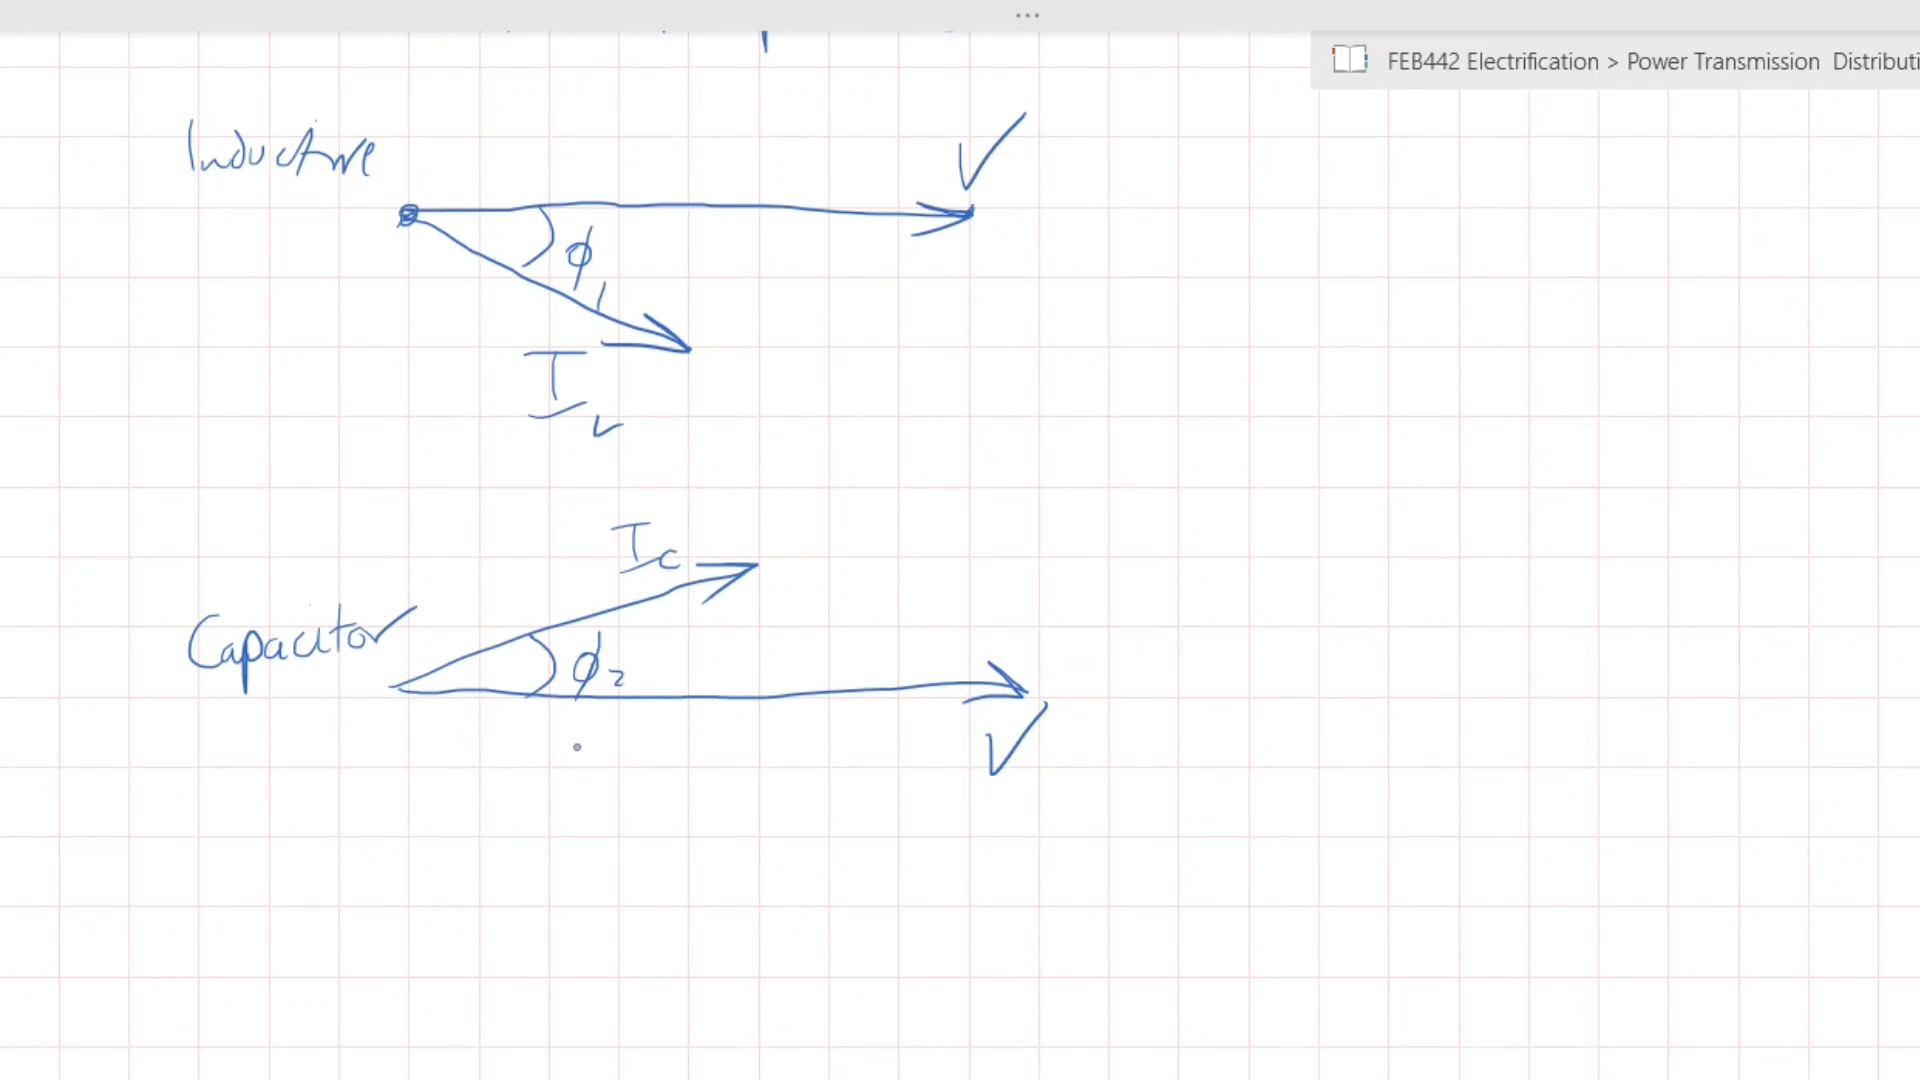 ...
FEB442 Electrification > Power Transmission Distributi
Inductive
V
ϕ1
IL
Ic
Capacitor
ϕ2
V